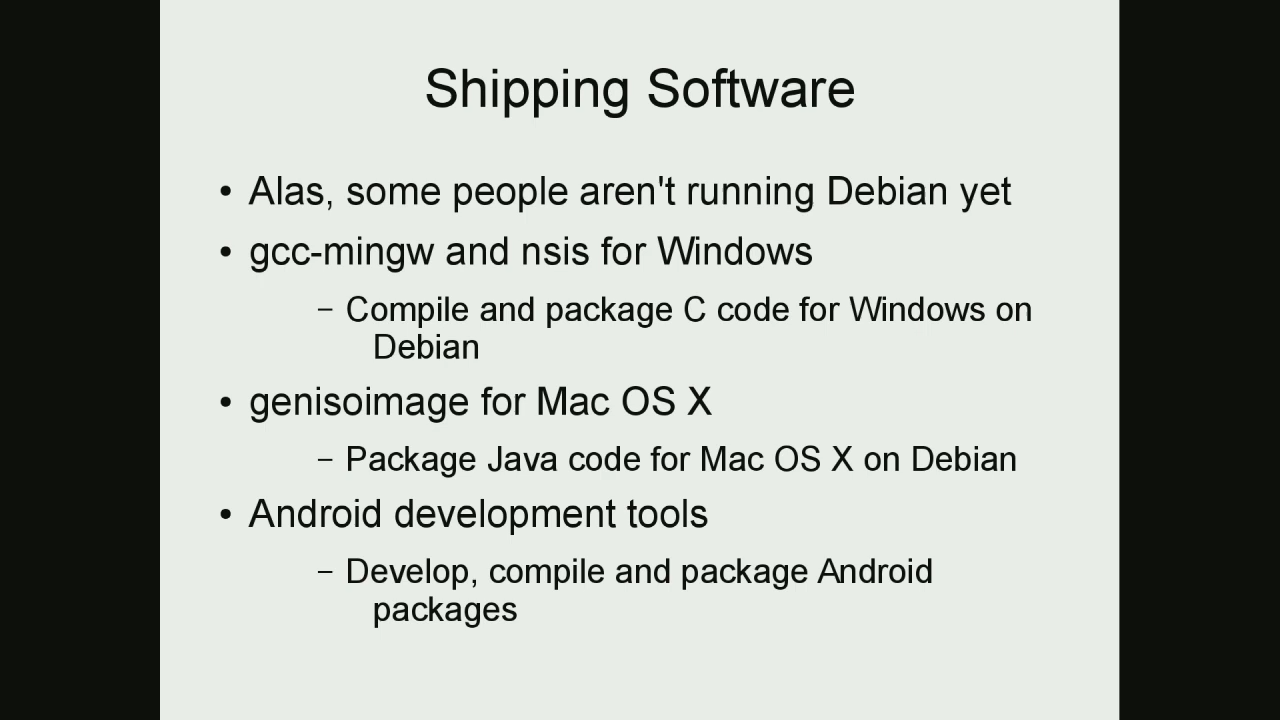 Shipping Software
• Alas, some people aren't running Debian yet
• gcc-mingw and nsis for Windows
– Compile and package C code for Windows on
Debian
• genisoimage for Mac OS X
– Package Java code for Mac OS X on Debian
• Android development tools
– Develop, compile and package Android
packages